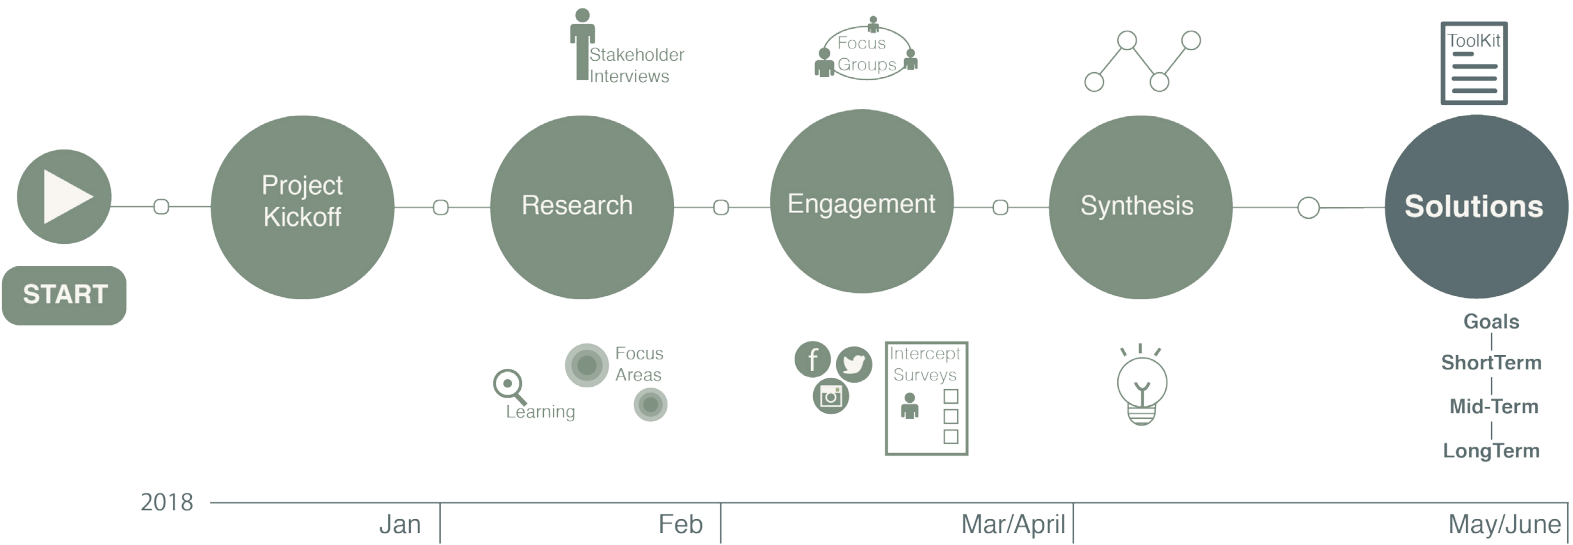 Stakeholder
Interviews
Focus
Groups
ToolKit
START
Project
Kickoff
Research
Engagement
Synthesis
Solutions
Learning
Focus
Areas
f
Intercept
Surveys
Goals
ShortTerm
Mid-Term
LongTerm
2018
Jan
Feb
Mar/April
May/June